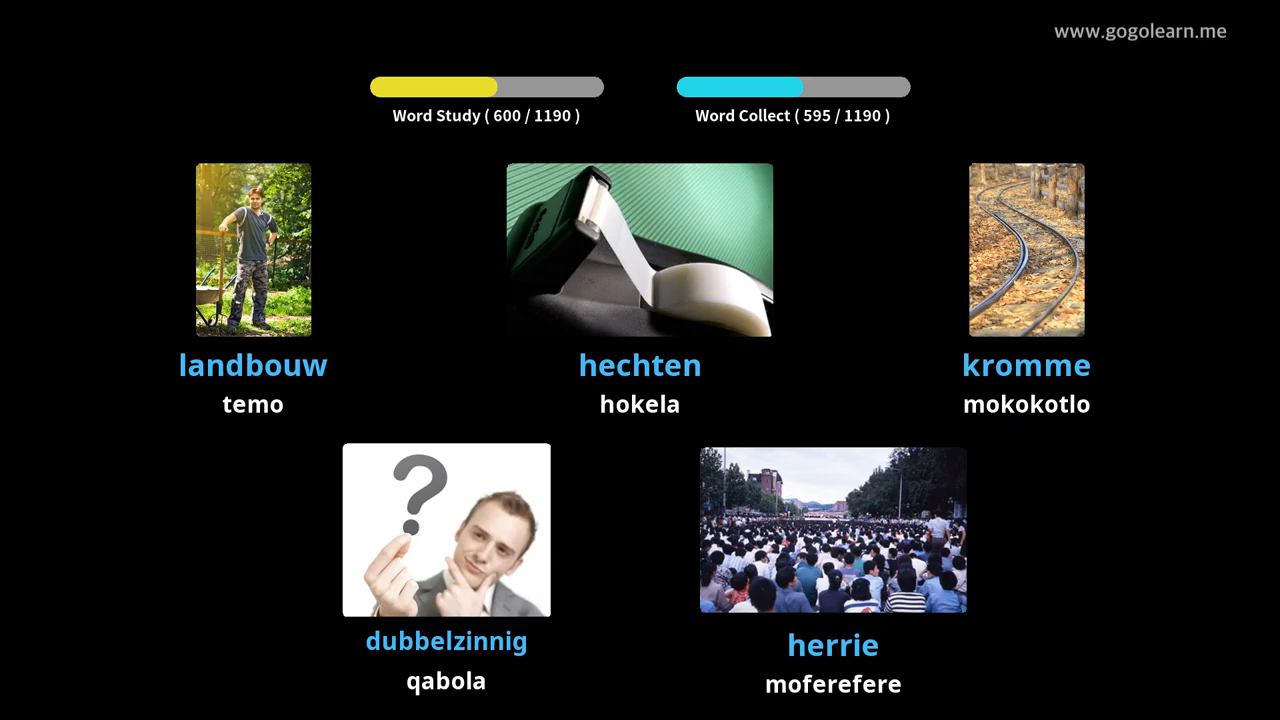 www.gogolearn.me
Word Study ( 600 / 1190 )
Word Collect ( 595 / 1190 )
landbouw
temo
hechten
hokela
kromme
mokokotlo
dubbelzinnig
qabola
herrie
moferefere